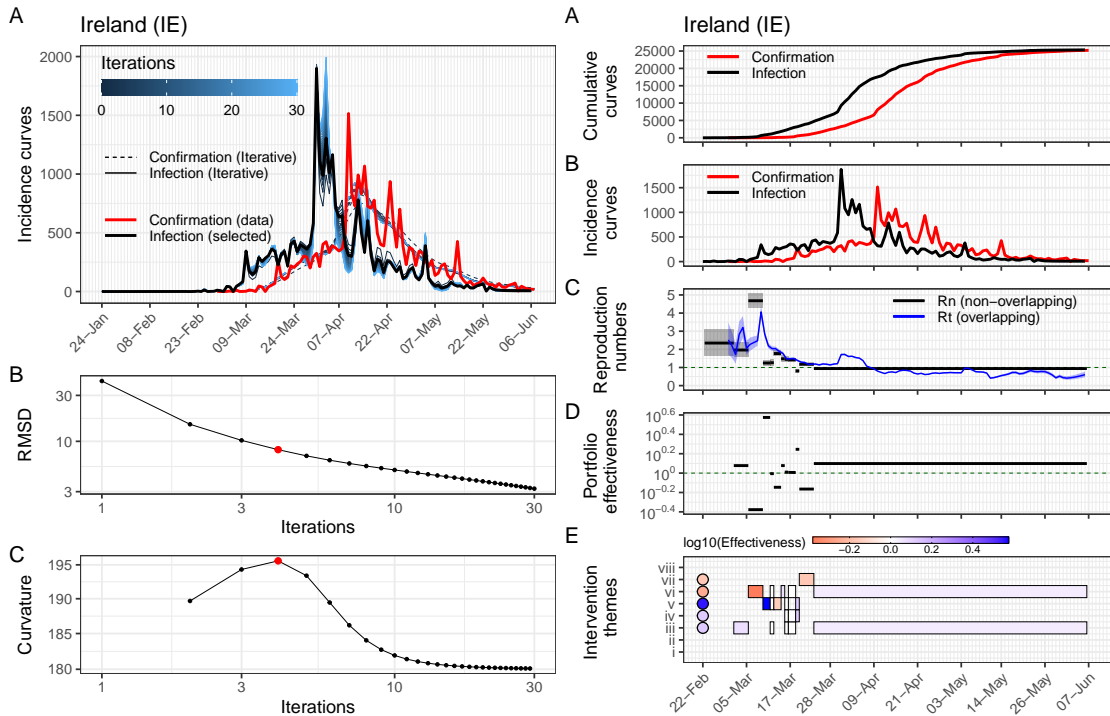 A
Ireland (IE)
2000
1500
1000
500
0
Incidence curves
Iterations
0 10 20 30
Confirmation (Iterative)
Infection (Iterative)
Confirmation (data)
Infection (selected)
24−Jan 08−Feb 23−Feb 09−Mar 24−Mar 07−Apr 22−Apr 07−May 22−May 06−Jun
B
30
10
3
RMSD
1 3 10 30
Iterations
C
195
190
185
180
Curvature
1 3 10 30
Iterations
A
Ireland (IE)
25000
20000
15000
10000
5000
0
Cumulative
curves
Confirmation
Infection
B
1500
1000
500
0
Incidence
curves
Confirmation
Infection
C
5
4
3
2
1
0
Reproduction
numbers
Rn (non−overlapping)
Rt (overlapping)
D
10^0.6
10^0.4
10^0.2
10^0
10^−0.2
10^−0.4
Portfolio
effectiveness
E
log10(Effectiveness)
−0.2 0.0 0.2 0.4
viii
vii
vi
v
iv
iii
ii
i
Intervention
themes
22−Feb 05−Mar 17−Mar 28−Mar 09−Apr 21−Apr 03−May 14−May 26−May 07−Jun